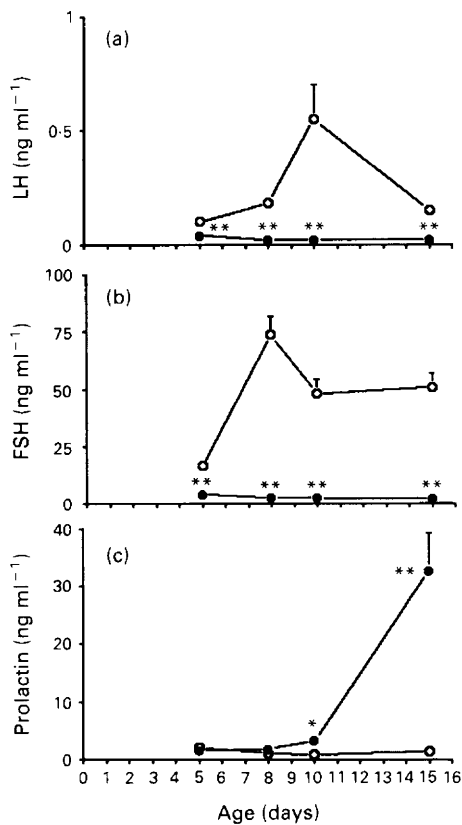 (a)
LH (ng ml⁻¹)
1
0·5
0
** ** ** **
(b)
FSH (ng ml⁻¹)
100
75
50
25
0
** ** ** **
(c)
Prolactin (ng ml⁻¹)
40
30
20
10
0
**
*
0 1 2 3 4 5 6 7 8 9 10 11 12 13 14 15 16
Age (days)